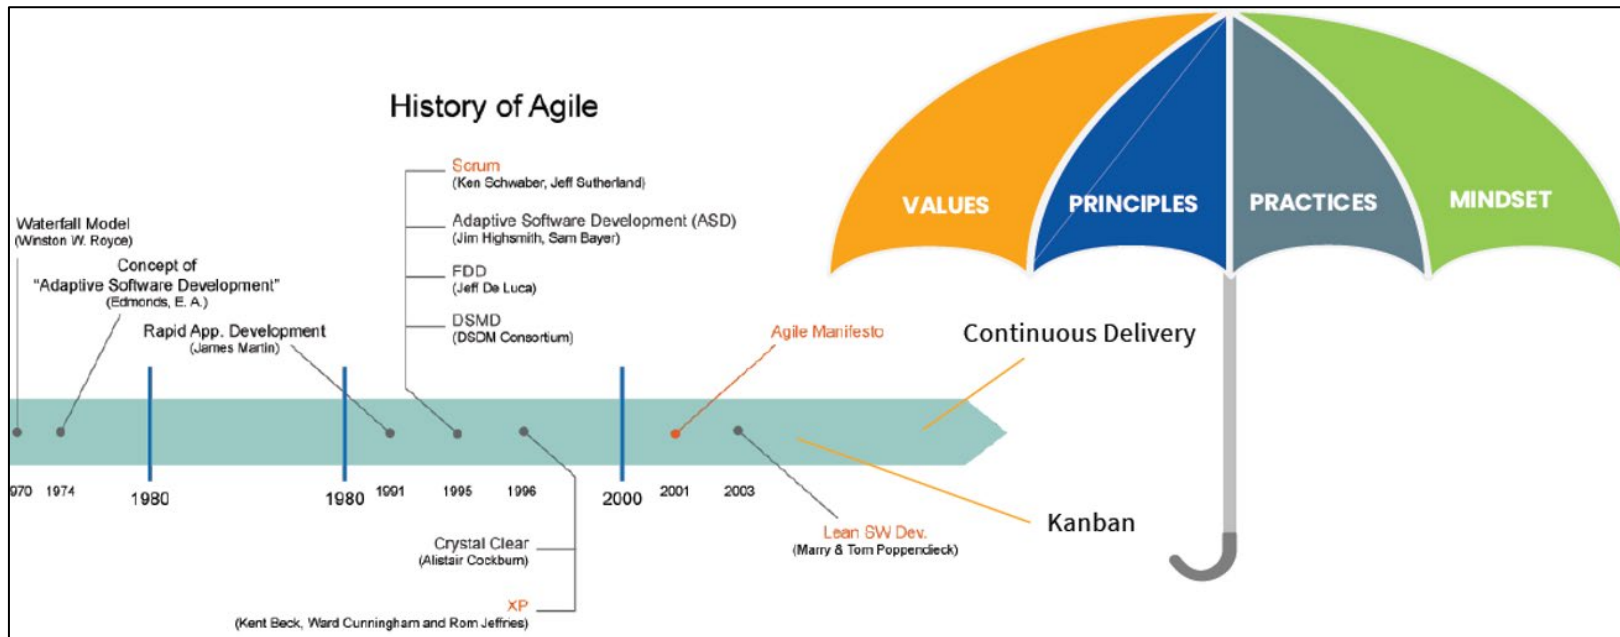 History of Agile
Scrum
(Ken Schwaber, Jeff Sutherland)
Adaptive Software Development (ASD)
(Jim Highsmith, Sam Bayer)
FDD
(Jeff De Luca)
DSMD
(DSDM Consortium)
Waterfall Model
(Winston W. Royce)
Concept of
"Adaptive Software Development"
(Edmonds, E. A.)
Rapid App. Development
(James Martin)
Agile Manifesto
Continuous Delivery
970
1974
1980
1980
1991
1995
1996
2000
2001
2003
Crystal Clear
(Alistair Cockburn)
XP
(Kent Beck, Ward Cunningham and Rom Jeffries)
Lean SW Dev.
(Marry & Tom Poppendieck)
Kanban
VALUES
PRINCIPLES
PRACTICES
MINDSET